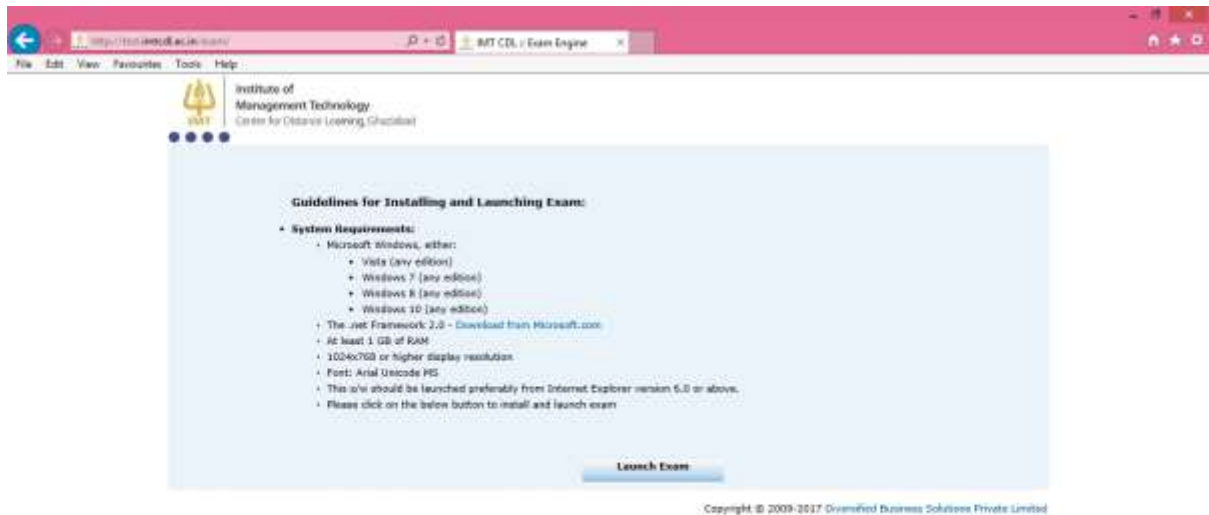 IMT CDL :: Exam Engine
File Edit View Favourites Tools Help
Institute of
Management Technology
Centre for Distance Learning, Ghaziabad
IMT
Guidelines for Installing and Launching Exam:
System Requirements:
Microsoft Windows, either:
Vista (any edition)
Windows 7 (any edition)
Windows 8 (any edition)
Windows 10 (any edition)
The .net Framework 2.0 - Download from Microsoft.com
At least 1 GB of RAM
1024x768 or higher display resolution
Font: Arial Unicode MS
This s/w should be launched preferably from Internet Explorer version 6.0 or above.
Please click on the below button to install and launch exam
Launch Exam
Copyright © 2009-2017 Diversified Business Solutions Private Limited